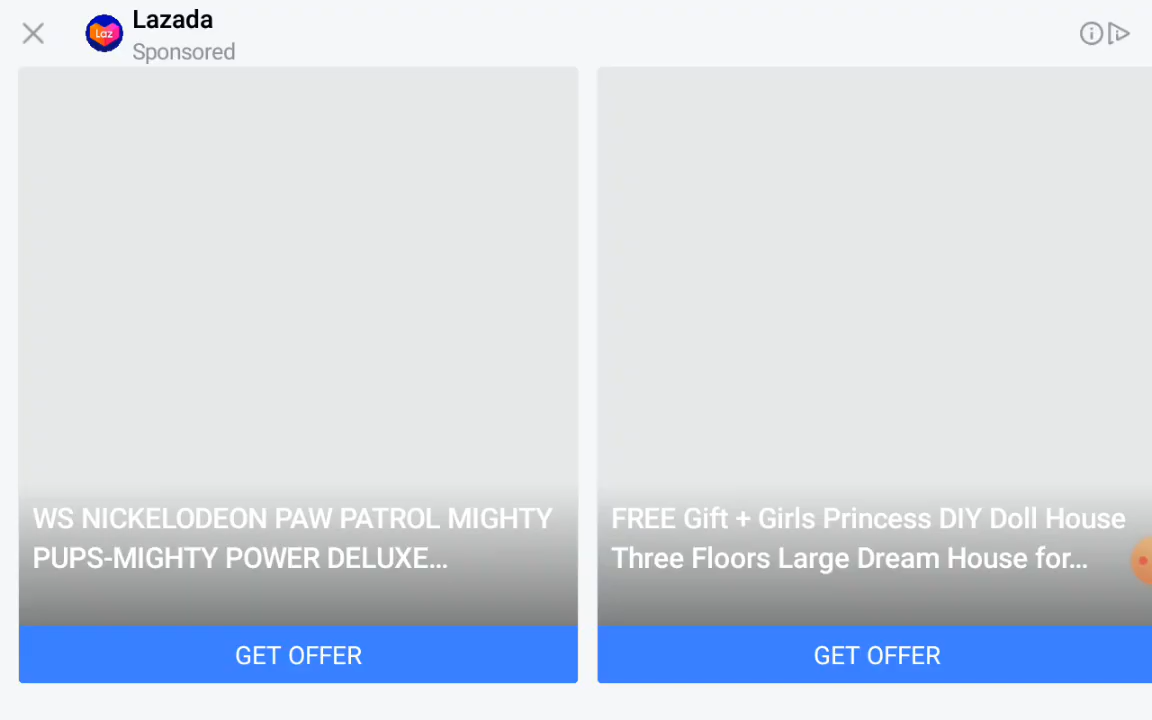 Lazada
Laz
Sponsored
WS NICKELODEON PAW PATROL MIGHTY
PUPS-MIGHTY POWER DELUXE...
FREE Gift + Girls Princess DIY Doll House
Three Floors Large Dream House for...
GET OFFER
GET OFFER